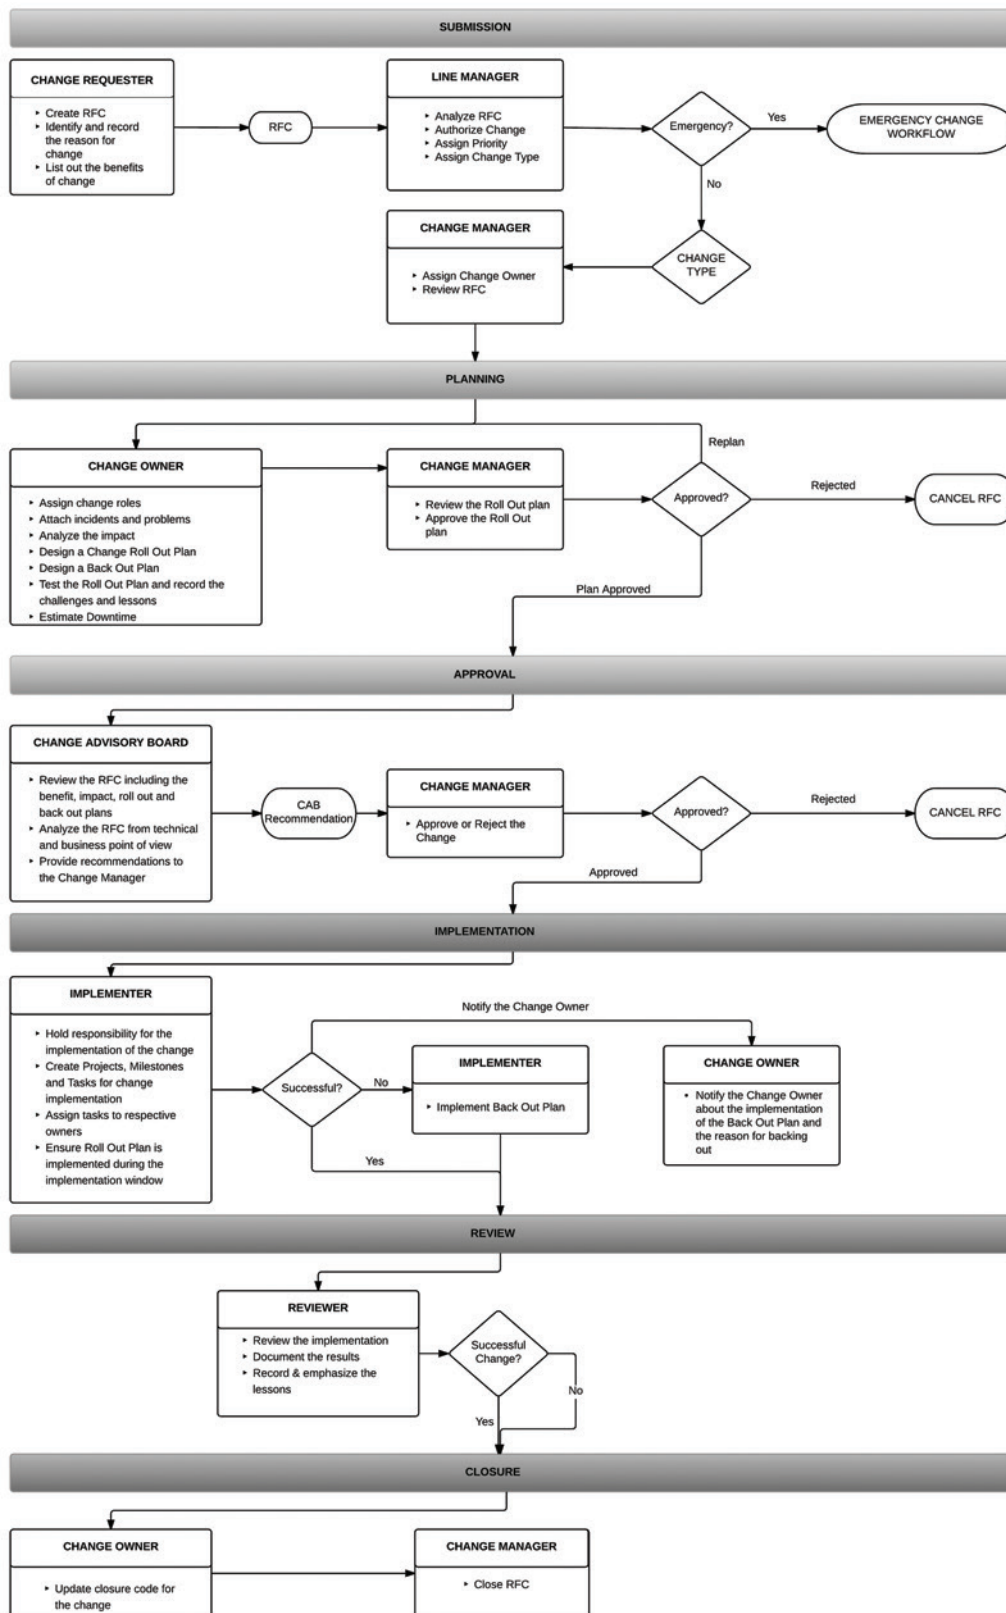 SUBMISSION
CHANGE REQUESTER
‣ Create RFC
‣ Identify and record
the reason for
change
‣ List out the benefits
of change
RFC
LINE MANAGER
‣ Analyze RFC
‣ Authorize Change
‣ Assign Priority
‣ Assign Change Type
Emergency?
Yes
EMERGENCY CHANGE
WORKFLOW
No
CHANGE
TYPE
CHANGE MANAGER
‣ Assign Change Owner
‣ Review RFC
PLANNING
CHANGE OWNER
‣ Assign change roles
‣ Attach incidents and problems
‣ Analyze the impact
‣ Design a Change Roll Out Plan
‣ Design a Back Out Plan
‣ Test the Roll Out Plan and record the
challenges and lessons
‣ Estimate Downtime
CHANGE MANAGER
‣ Review the Roll Out plan
‣ Approve the Roll Out
plan
Replan
Approved?
Rejected
CANCEL RFC
Plan Approved
APPROVAL
CHANGE ADVISORY BOARD
‣ Review the RFC including the
benefit, impact, roll out and
back out plans
‣ Analyze the RFC from technical
and business point of view
‣ Provide recommendations to
the Change Manager
CAB
Recommendation
CHANGE MANAGER
‣ Approve or Reject the
Change
Approved?
Rejected
CANCEL RFC
Approved
IMPLEMENTATION
IMPLEMENTER
‣ Hold responsibility for the
implementation of the change
‣ Create Projects, Milestones
and Tasks for change
implementation
‣ Assign tasks to respective
owners
‣ Ensure Roll Out Plan is
implemented during the
implementation window
Successful?
Notify the Change Owner
No
IMPLEMENTER
‣ Implement Back Out Plan
CHANGE OWNER
• Notify the Change Owner
about the implementation
of the Back Out Plan and
the reason for backing
out
Yes
REVIEW
REVIEWER
‣ Review the implementation
‣ Document the results
‣ Record & emphasize the
lessons
Successful
Change?
No
Yes
CLOSURE
CHANGE OWNER
‣ Update closure code for
the change
CHANGE MANAGER
‣ Close RFC